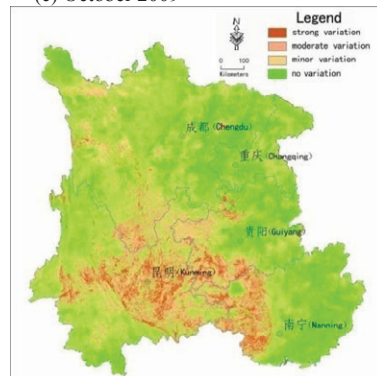 (c) October 2009
N
0 100
Kilometers
Legend
strong variation
moderate variation
minor variation
no variation
成都(Chengdu)
重庆(Chongqing)
贵阳(Guiyang)
昆明(Kunming)
南宁(Nanning)